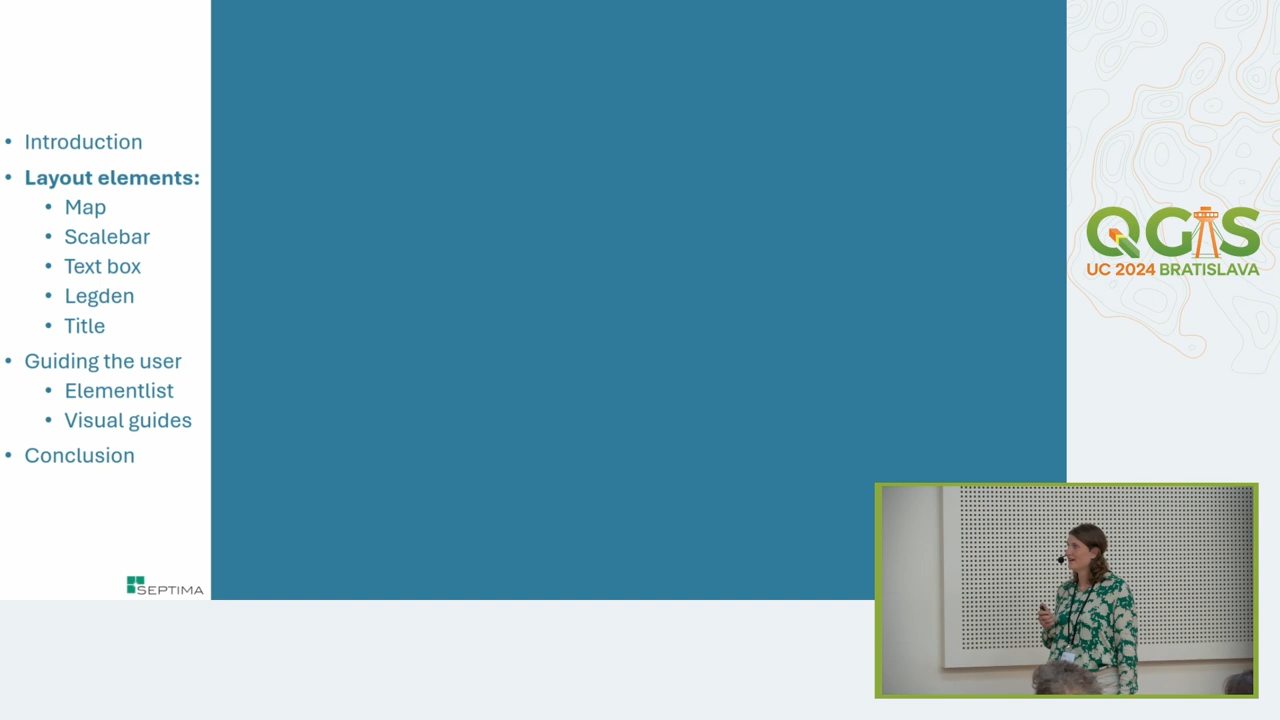 Introduction
Layout elements:
Map
Scalebar
Text box
Legden
Title
Guiding the user
Elementlist
Visual guides
Conclusion
SEPTIMA
QGIS
UC 2024 BRATISLAVA